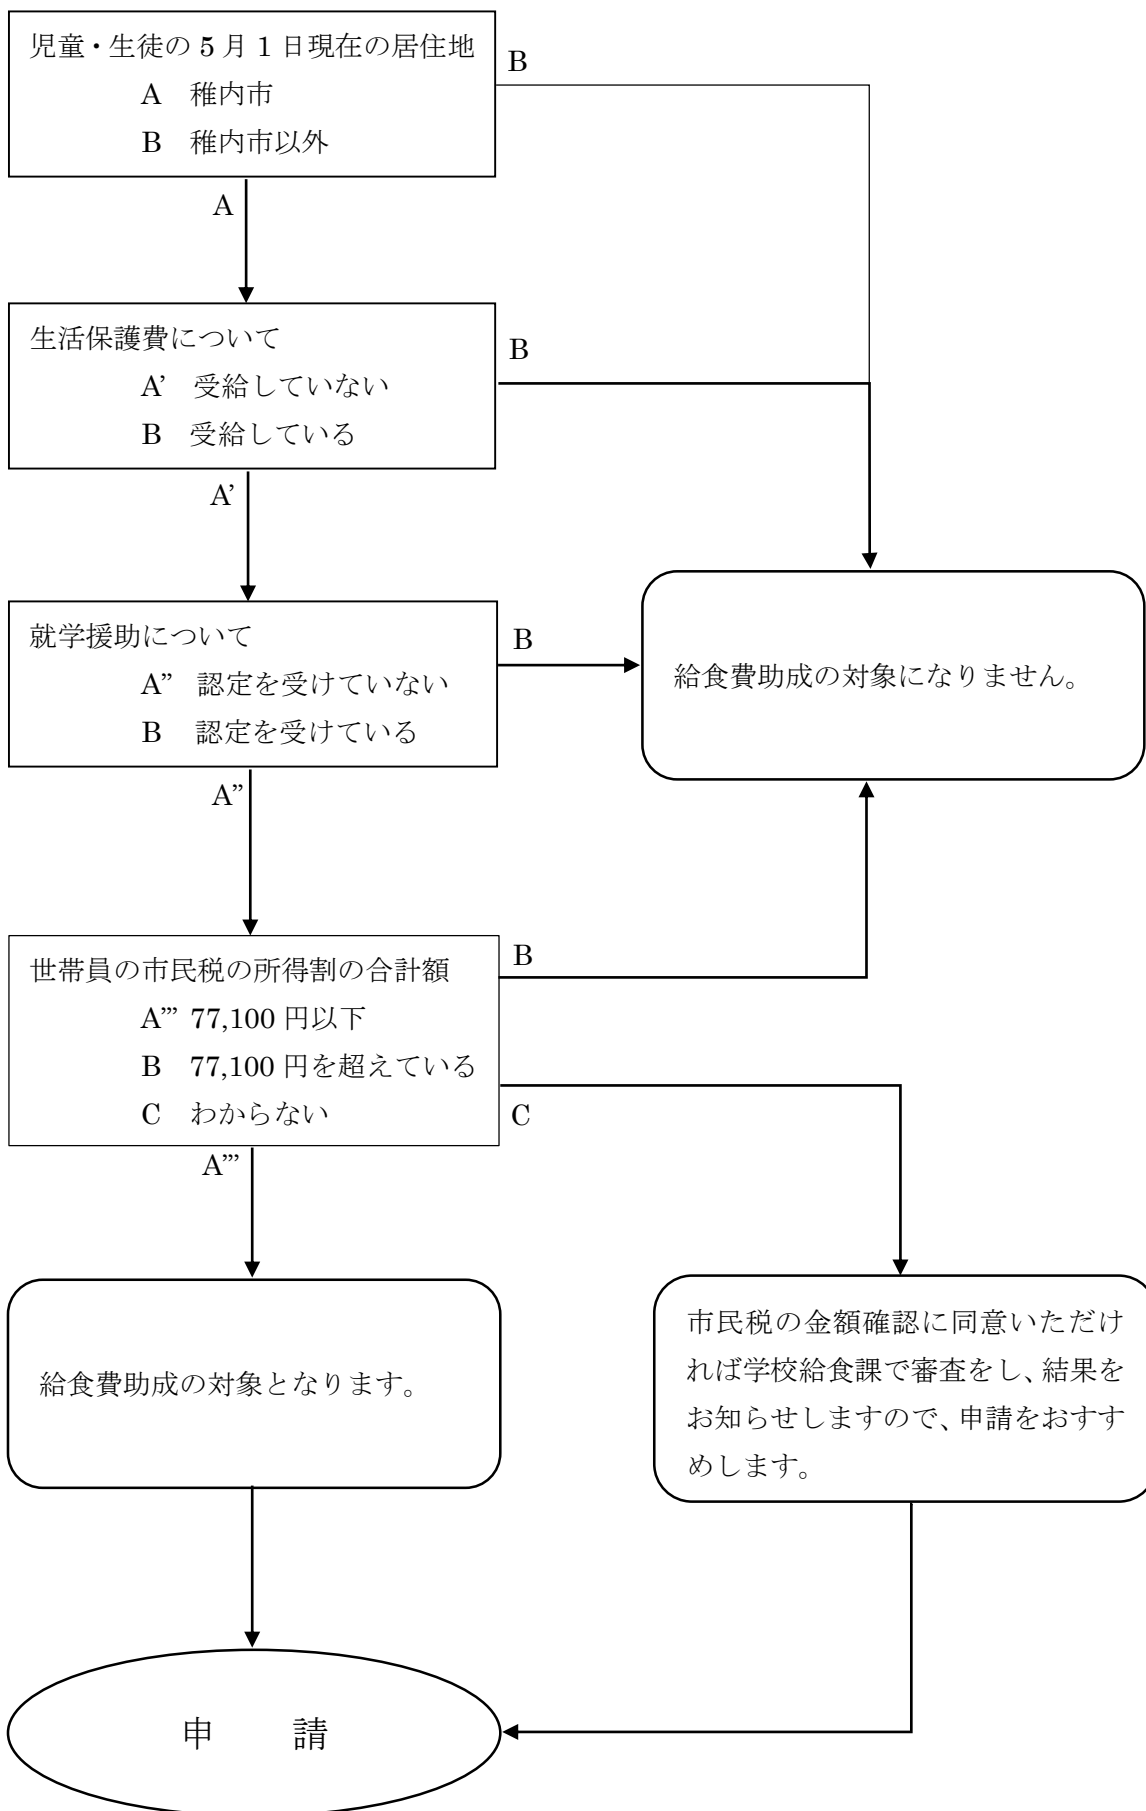 児童・生徒の 5 月 1 日現在の居住地
A 稚内市
B 稚内市以外
B
A
生活保護費について
A’ 受給していない
B 受給している
B
A’
就学援助について
A” 認定を受けていない
B 認定を受けている
B
給食費助成の対象になりません。
A”
世帯員の市民税の所得割の合計額
A”’ 77,100 円以下
B 77,100 円を超えている
C わからない
B
C
A”’
給食費助成の対象となります。
市民税の金額確認に同意いただけ
れば学校給食課で審査をし、結果を
お知らせしますので、申請をおすす
めします。
申 請